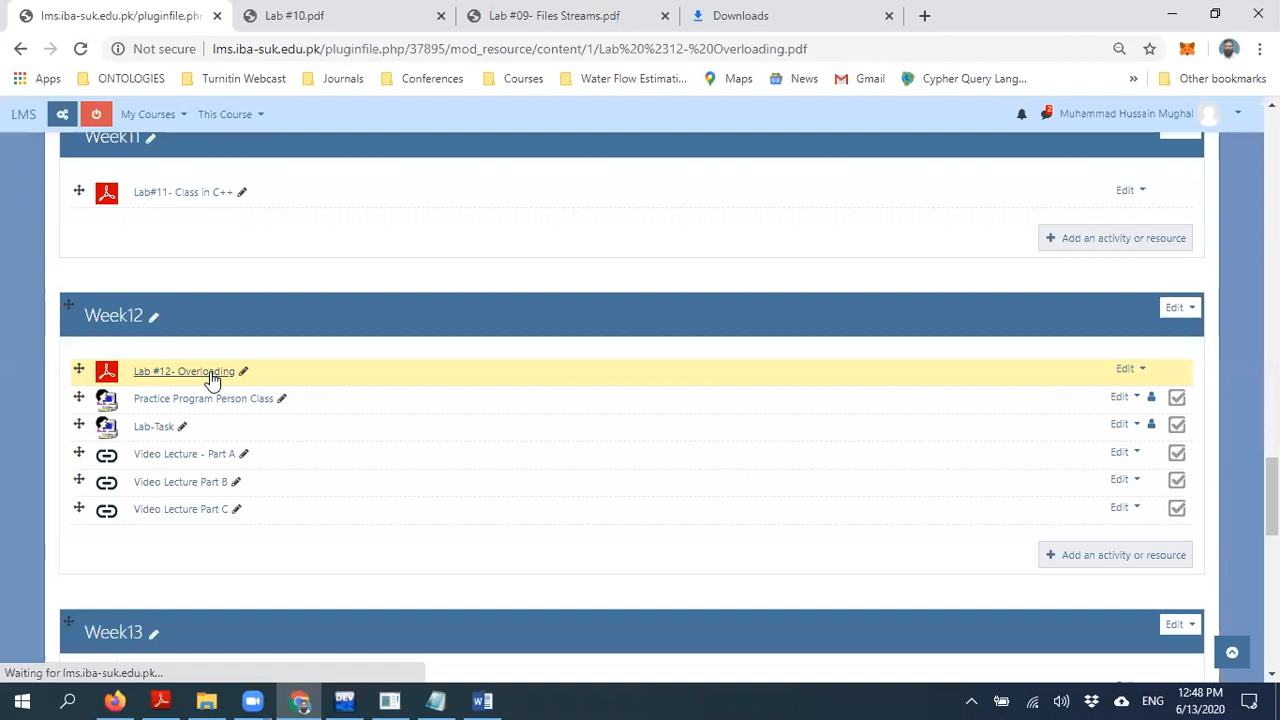 lms.iba-suk.edu.pk/pluginfile.ph
Lab #10.pdf
Lab #09- Files Streams.pdf
Downloads
Not secure
lms.iba-suk.edu.pk/pluginfile.php/37895/mod_resource/content/1/Lab%20%2312-%20Overloading.pdf
Apps
ONTOLOGIES
Turnitin Webcast
Journals
Conferences
Courses
Water Flow Estimati...
Maps
News
Gmail
Cypher Query Lang...
»
Other bookmarks
LMS
My Courses
This Course
2
Muhammad Hussain Mughal
Week11
Lab#11- Class in C++
Edit
+ Add an activity or resource
Week12
Edit
Lab #12- Overloading
Edit
Practice Program Person Class
Edit
Lab-Task
Edit
Video Lecture - Part A
Edit
Video Lecture Part B
Edit
Video Lecture Part C
Edit
+ Add an activity or resource
Week13
Edit
Waiting for lms.iba-suk.edu.pk...
DEV
W
ENG
12:48 PM
6/13/2020